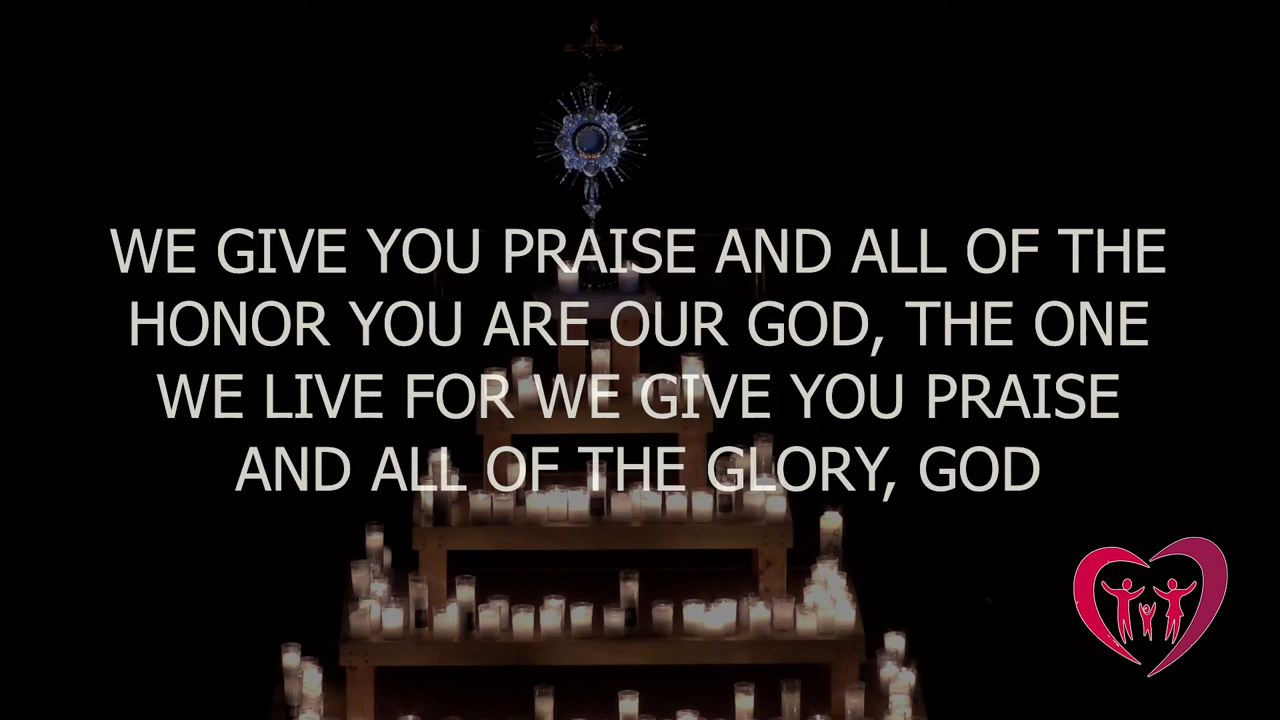 WE GIVE YOU PRAISE AND ALL OF THE
HONOR YOU ARE OUR GOD, THE ONE
WE LIVE FOR WE GIVE YOU PRAISE
AND ALL OF THE GLORY, GOD